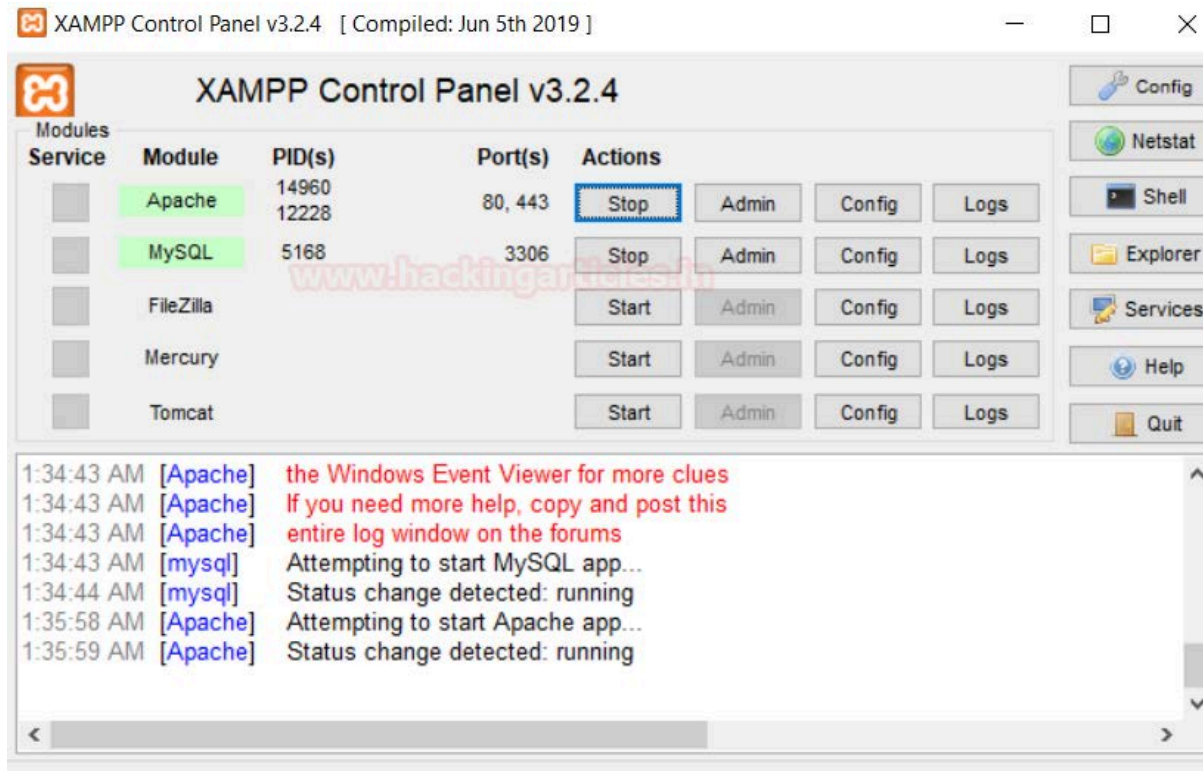 XAMPP Control Panel v3.2.4 [ Compiled: Jun 5th 2019 ]
XAMPP Control Panel v3.2.4
Config
Modules
Service Module PID(s) Port(s) Actions
Netstat
Apache 14960 12228 80, 443 Stop Admin Config Logs
Shell
MySQL 5168 3306 Stop Admin Config Logs
Explorer
www.hackingarticles.in
FileZilla Start Admin Config Logs
Services
Mercury Start Admin Config Logs
Help
Tomcat Start Admin Config Logs
Quit
1:34:43 AM [Apache] the Windows Event Viewer for more clues
1:34:43 AM [Apache] If you need more help, copy and post this
1:34:43 AM [Apache] entire log window on the forums
1:34:43 AM [mysql] Attempting to start MySQL app...
1:34:44 AM [mysql] Status change detected: running
1:35:58 AM [Apache] Attempting to start Apache app...
1:35:59 AM [Apache] Status change detected: running